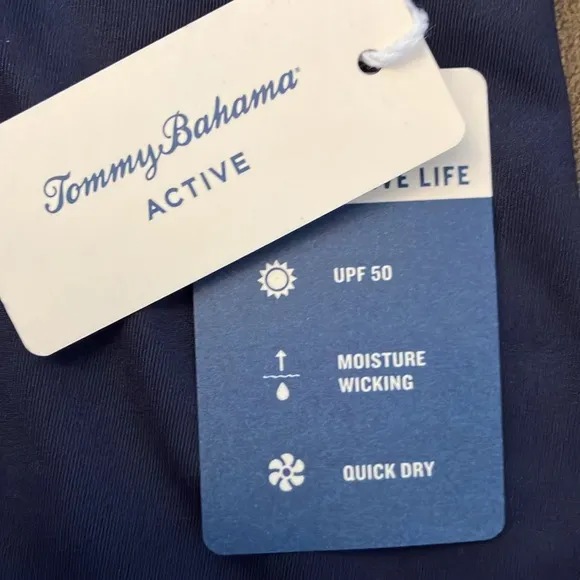 Tommy Bahama
ACTIVE
LIFE
UPF 50
MOISTURE
WICKING
QUICK DRY